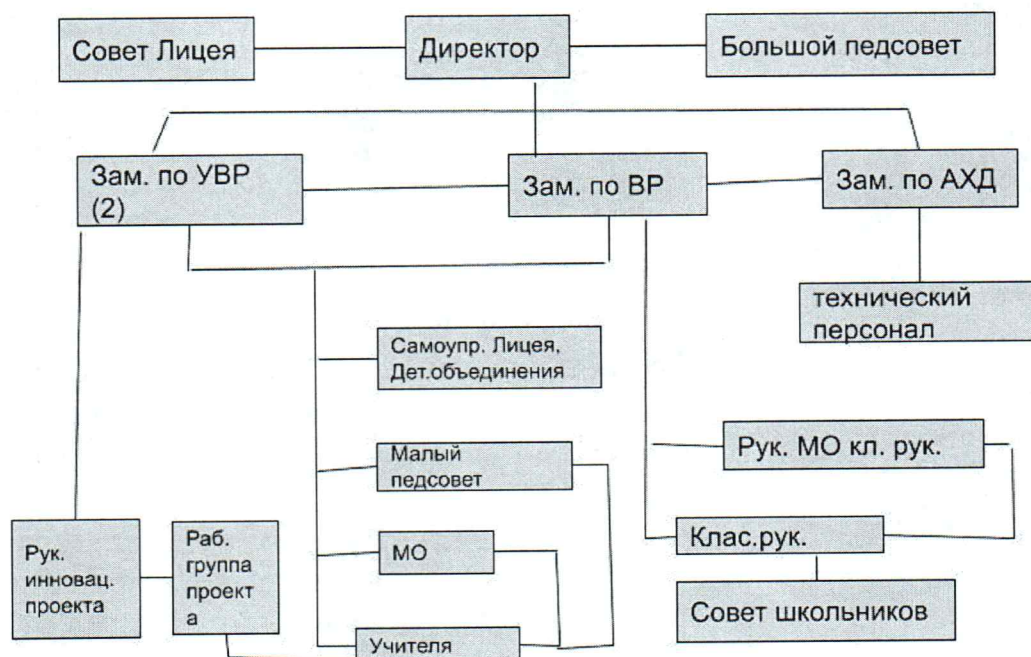 Совет Лицея
Директор
Большой педсовет
Зам. по УВР
(2)
Зам. по ВР
Зам. по АХД
технический
персонал
Самоупр. Лицея,
Дет.объединения
Малый
педсовет
Рук. МО кл. рук.
Рук.
инновац.
проекта
Раб.
группа
проект
а
МО
Клас.рук.
Учителя
Совет школьников